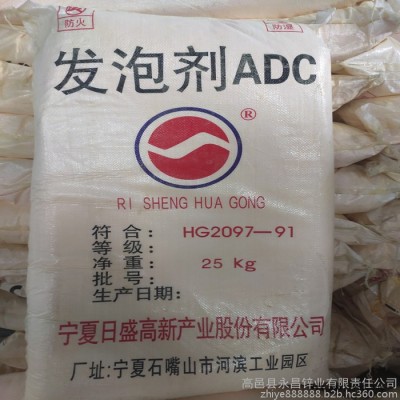 防火 防潮
发泡剂ADC
®
RI SHENG HUA GONG
符合: HG2097—91
等级:
净重: 25 Kg
批号:
生产日期:
宁夏日盛高新产业股份有限公司
厂址:宁夏石嘴山市河滨工业园区
高邑县永昌锌业有限责任公司
zhiye888888.b2b.hc360.com